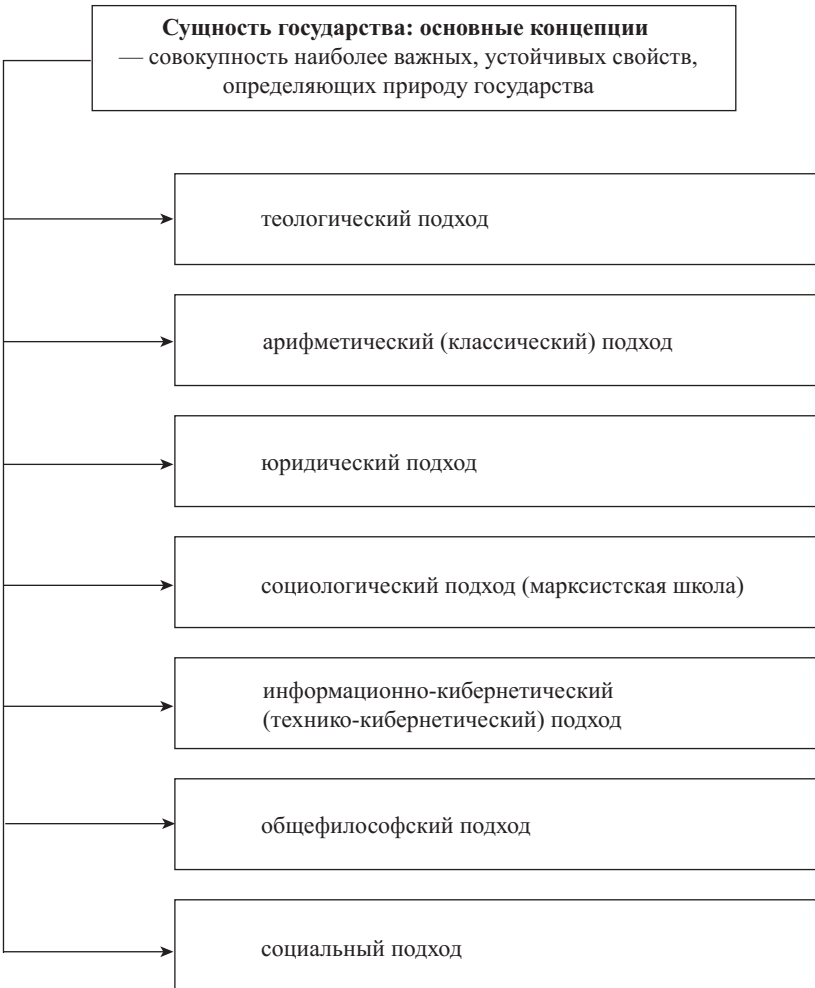 Сущность государства: основные концепции
— совокупность наиболее важных, устойчивых свойств,
определяющих природу государства
теологический подход
арифметический (классический) подход
юридический подход
социологический подход (марксистская школа)
информационно-кибернетический
(технико-кибернетический) подход
общефилософский подход
социальный подход